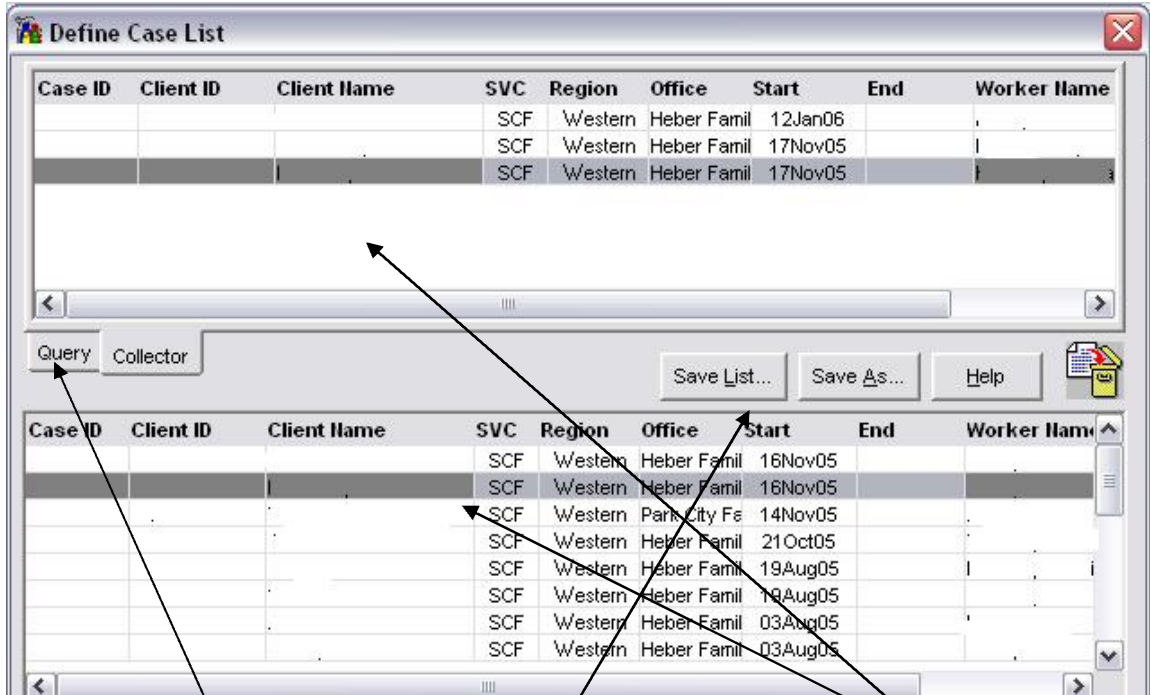 Define Case List
Case ID Client ID Client Name SVC Region Office Start End Worker Name
SCF Western Heber Famil 12Jan06
SCF Western Heber Famil 17Nov05
SCF Western Heber Famil 17Nov05
Query Collector
Save List... Save As... Help
Case ID Client ID Client Name SVC Region Office Start End Worker Name
SCF Western Heber Famil 16Nov05
SCF Western Heber Famil 16Nov05
SCF Western Park City Fa 14Nov05
SCF Western Heber Famil 21Oct05
SCF Western Heber Famil 19Aug05
SCF Western Heber Famil 19Aug05
SCF Western Heber Famil 03Aug05
SCF Western Heber Famil 03Aug05